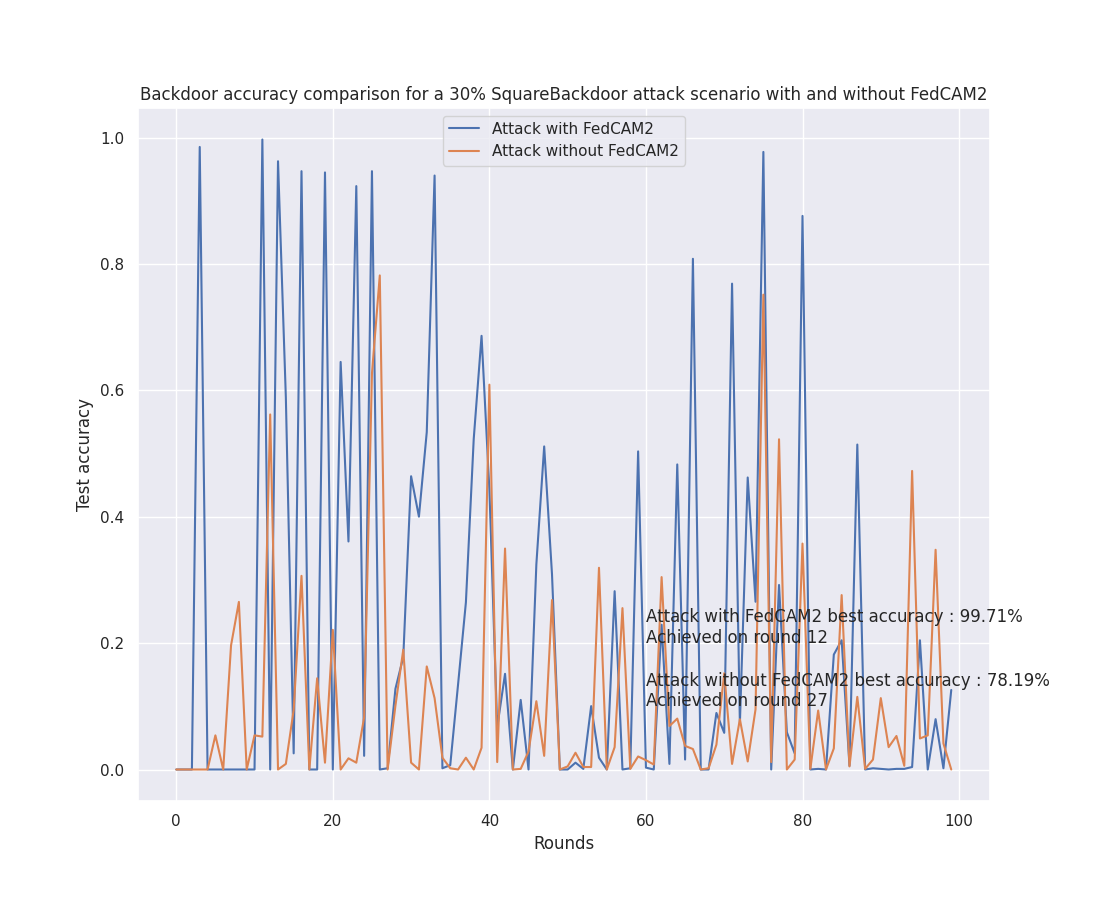 Backdoor accuracy comparison for a 30% SquareBackdoor attack scenario with and without FedCAM2
Attack with FedCAM2
Attack without FedCAM2
1.0
0.8
0.6
0.4
0.2
0.0
Test accuracy
Attack with FedCAM2 best accuracy : 99.71%
Achieved on round 12
Attack without FedCAM2 best accuracy : 78.19%
Achieved on round 27
0 20 40 60 80 100
Rounds